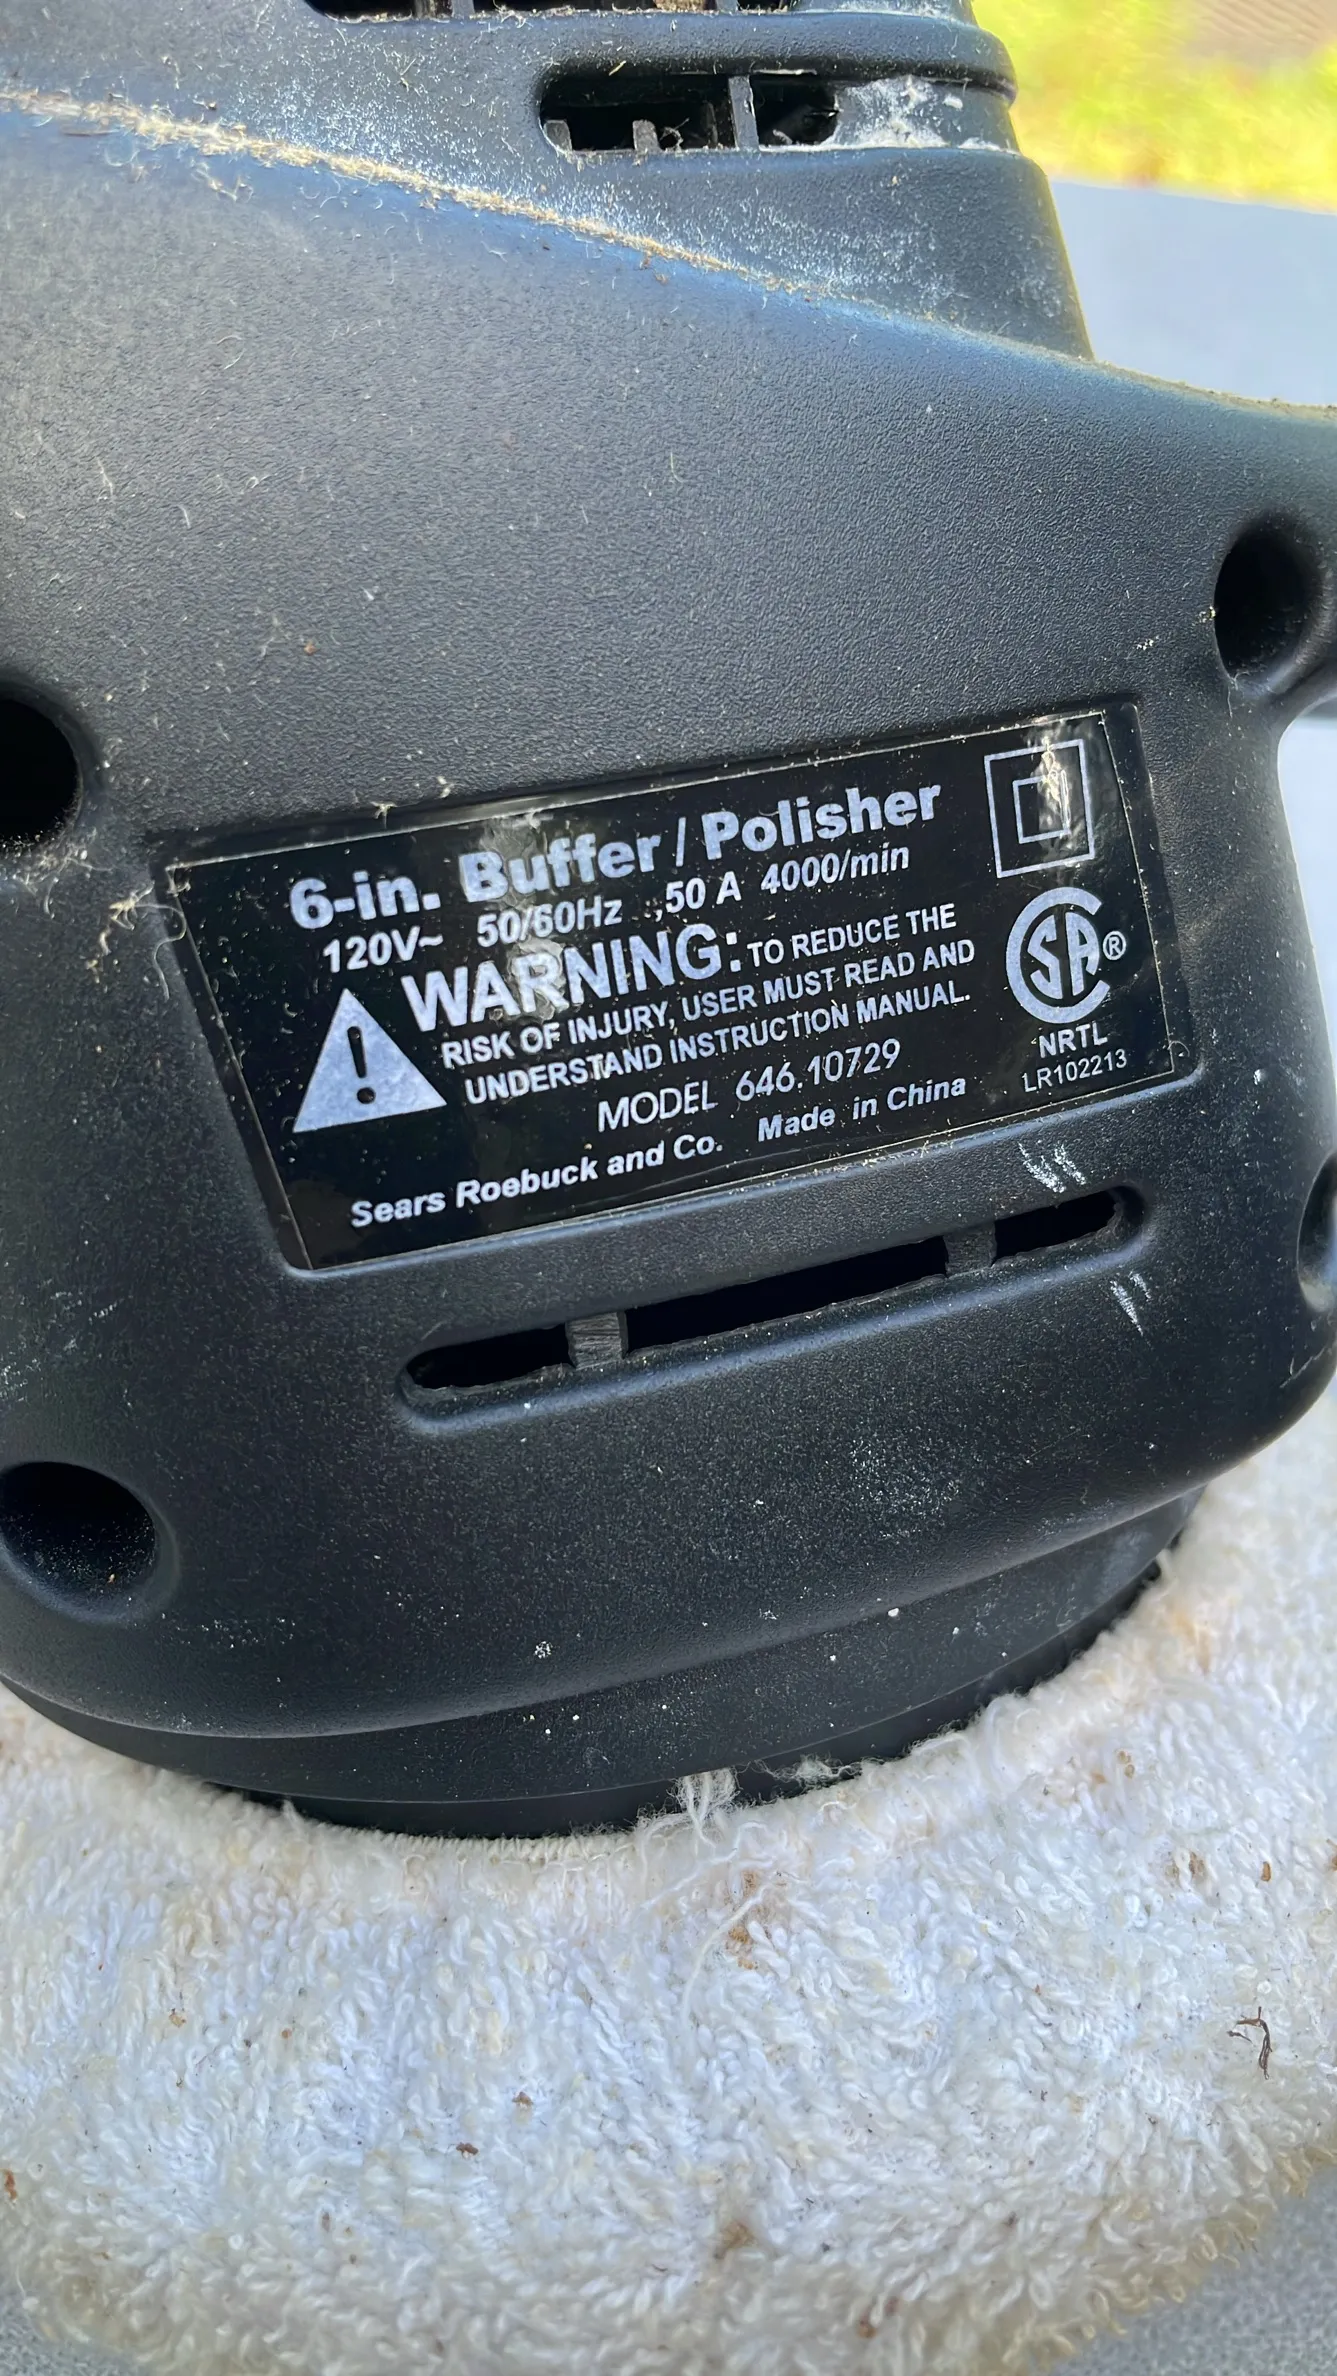 6-in. Buffer / Polisher
120V~ 50/60Hz .50 A 4000/min
WARNING: TO REDUCE THE
RISK OF INJURY, USER MUST READ AND
UNDERSTAND INSTRUCTION MANUAL.
MODEL 646.10729
Sears Roebuck and Co. Made in China
SA®
NRTL
LR102213